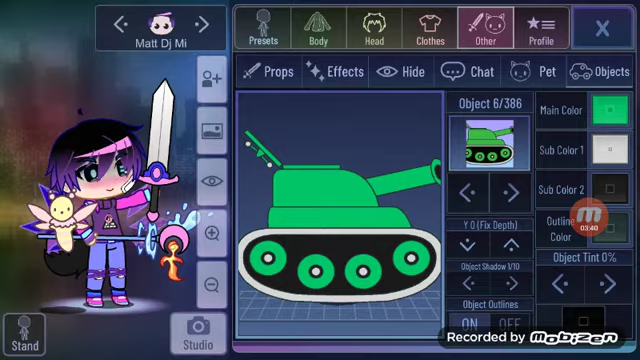 Matt Dj Mi
Presets
Body
Head
Clothes
Other
Profile
X
Props
Effects
Hide
Chat
Pet
Objects
Object 6/386
Main Color
Sub Color 1
Sub Color 2
Outline
Color
Y 0 (Fix Depth)
Object Shadow 1/10
Object Outlines
ON OFF
Object Tint 0%
03:40
Stand
Studio
Recorded by Mobizen